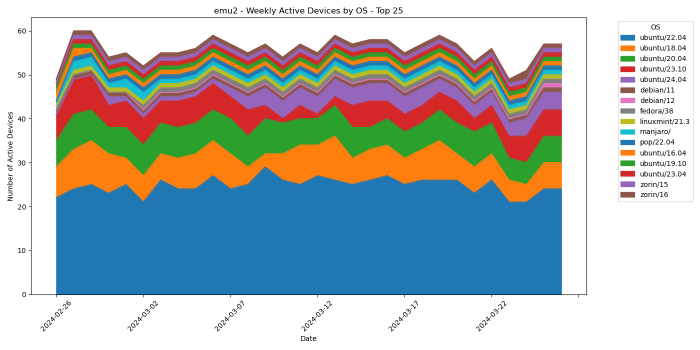 emu2 - Weekly Active Devices by OS - Top 25
Number of Active Devices
60
50
40
30
20
10
0
2024-02-26
2024-03-02
2024-03-07
2024-03-12
2024-03-17
2024-03-22
Date
OS
ubuntu/22.04
ubuntu/18.04
ubuntu/20.04
ubuntu/23.10
ubuntu/24.04
debian/11
debian/12
fedora/38
linuxmint/21.3
manjaro/
pop/22.04
ubuntu/16.04
ubuntu/19.10
ubuntu/23.04
zorin/15
zorin/16